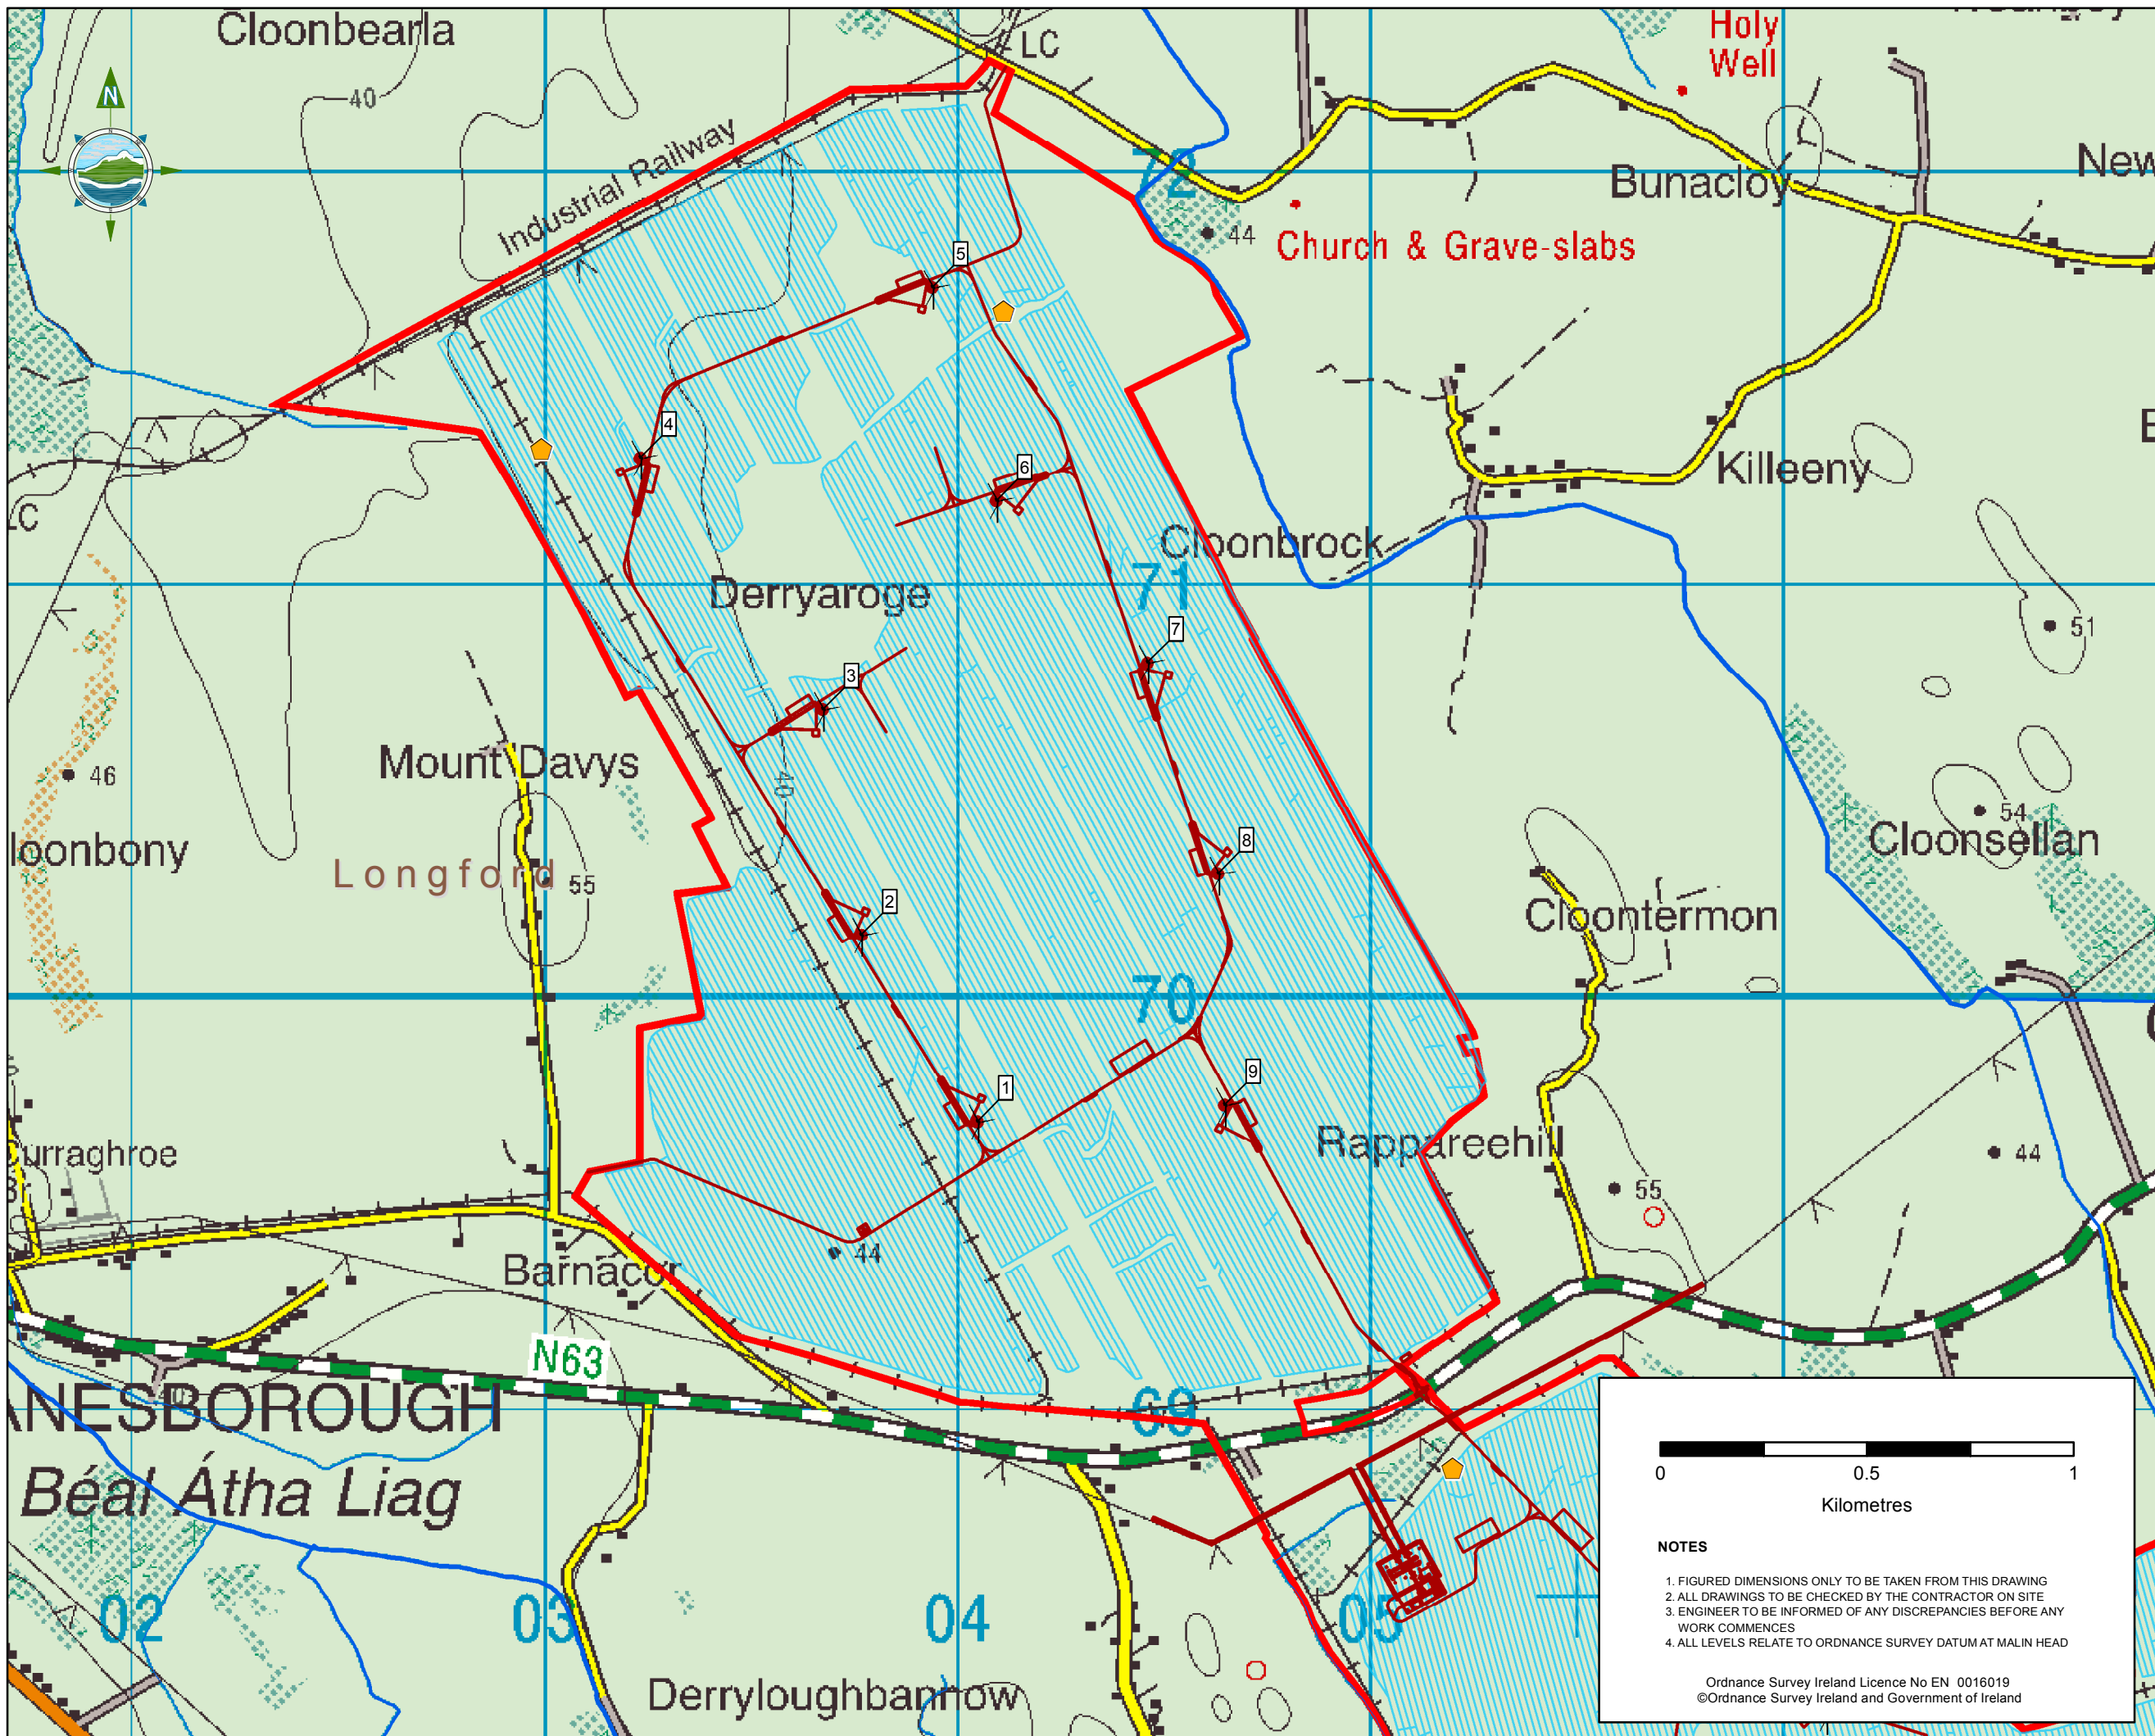 Cloonbearla
LC
Holy
Well
40
N
Industrial Railway
72
44
Bunacloy
New
Church & Grave-slabs
5
4
6
Killeeny
LC
Cloonbrock
Derryaroge
71
51
7
3
46
Mount Davys
40
54
loonbony
Longford
55
8
Cloonsellan
2
Cloontermon
70
1
9
urraghroe
Rappareehill
44
55
Barnacor
44
N63
40
69
ANESBOROUGH
Béal Átha Liag
02
03
04
05
Derryloughbannow
0
0.5
1
Kilometres
NOTES
1. FIGURED DIMENSIONS ONLY TO BE TAKEN FROM THIS DRAWING
2. ALL DRAWINGS TO BE CHECKED BY THE CONTRACTOR ON SITE
3. ENGINEER TO BE INFORMED OF ANY DISCREPANCIES BEFORE ANY
WORK COMMENCES
4. ALL LEVELS RELATE TO ORDNANCE SURVEY DATUM AT MALIN HEAD
Ordnance Survey Ireland Licence No EN 0016019
©Ordnance Survey Ireland and Government of Ireland